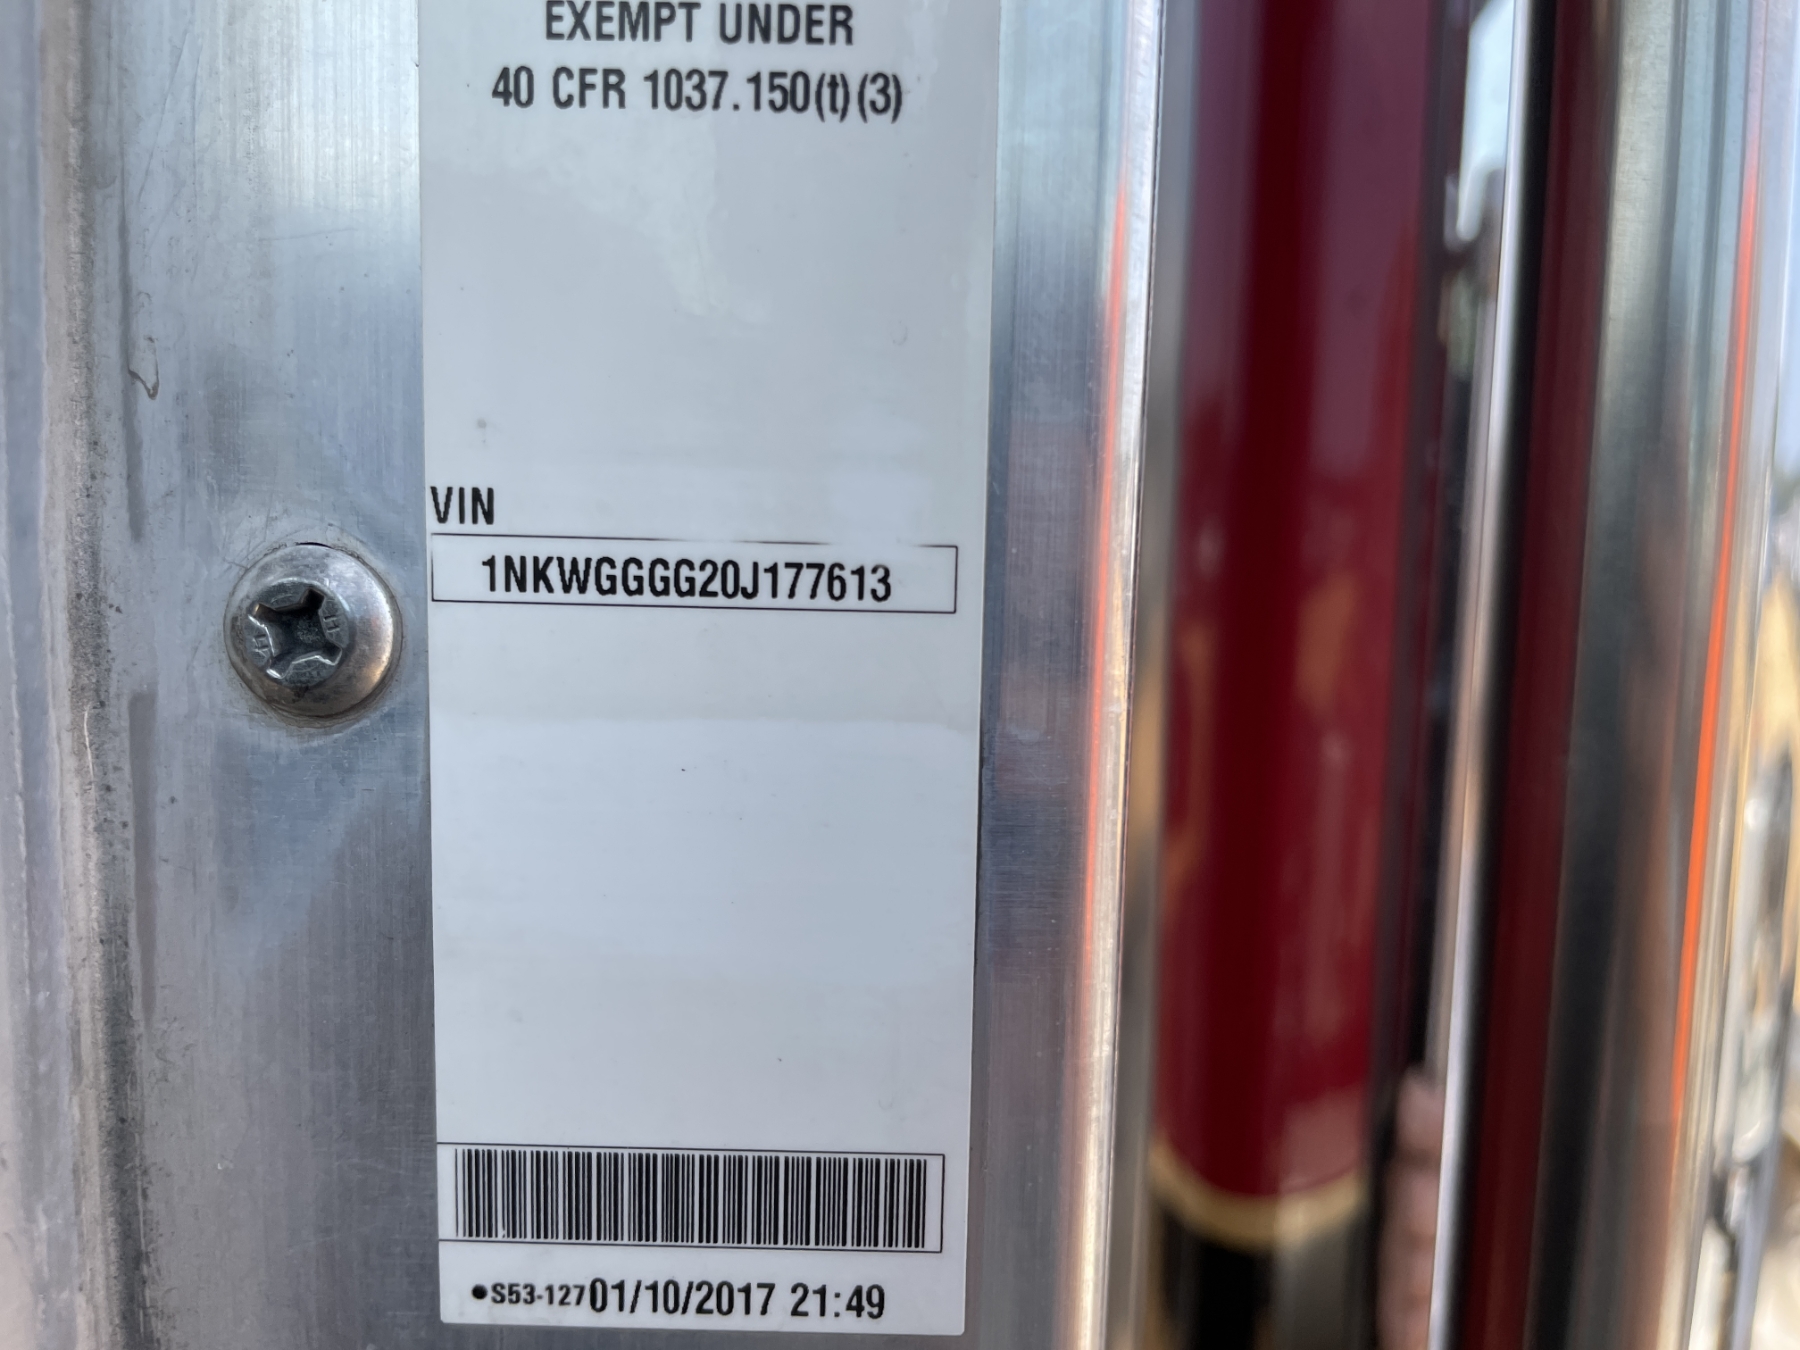 EXEMPT UNDER
40 CFR 1037.150(t)(3)
VIN
1NKWGGGG20J177613
•S53-127 01/10/2017 21:49